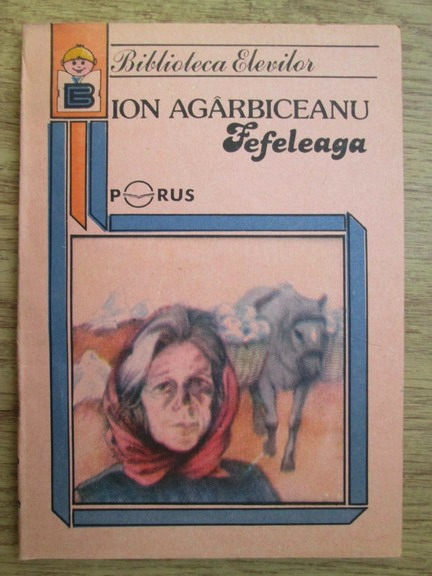 Biblioteca Elevilor
B
ION AGÂRBICEANU
Fefeleaga
PORUS